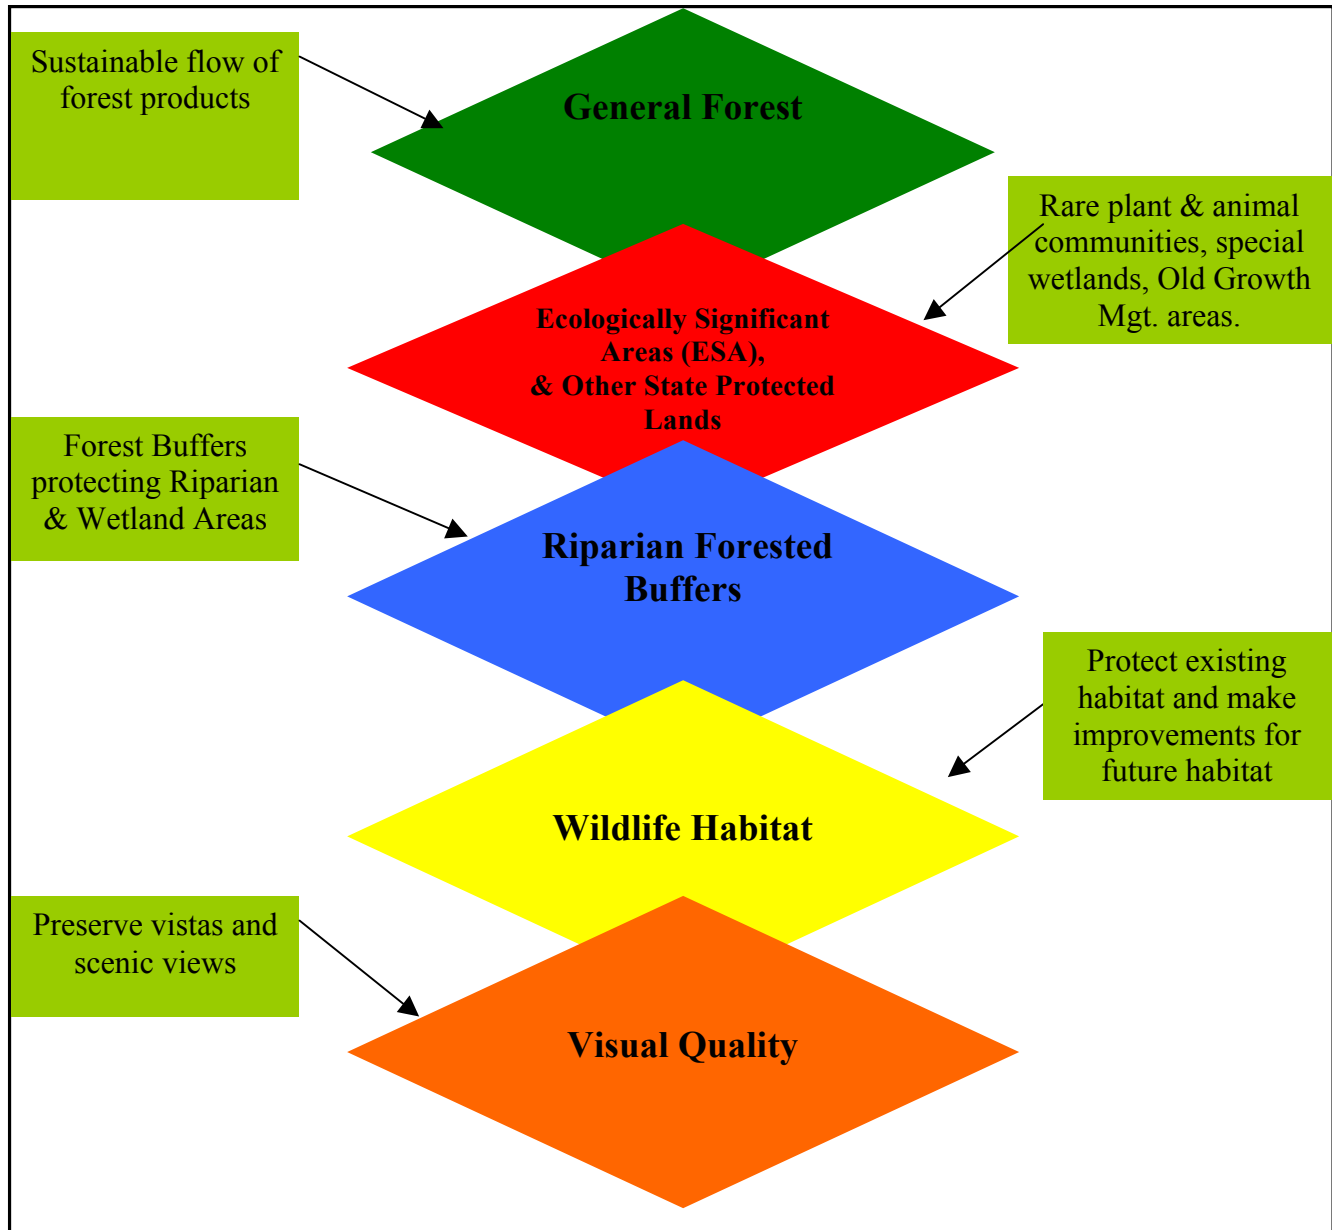 Sustainable flow of
forest products
General Forest
Rare plant & animal
communities, special
wetlands, Old Growth
Mgt. areas.
Ecologically Significant
Areas (ESA),
& Other State Protected
Lands
Forest Buffers
protecting Riparian
& Wetland Areas
Riparian Forested
Buffers
Protect existing
habitat and make
improvements for
future habitat
Wildlife Habitat
Preserve vistas and
scenic views
Visual Quality